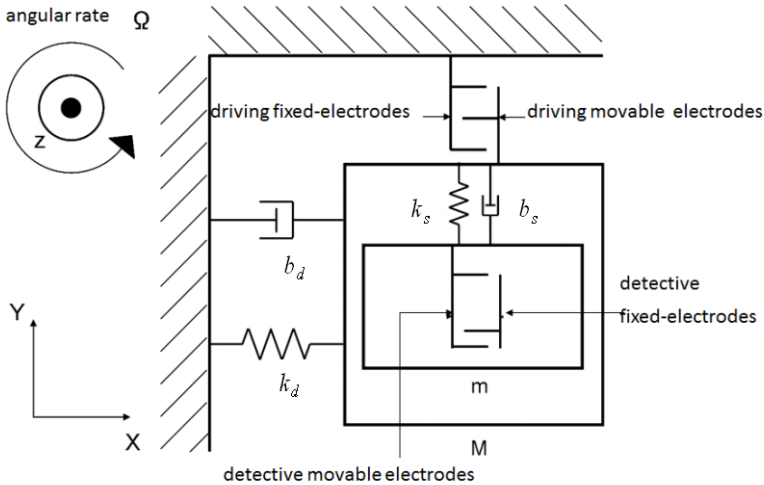 angular rate Ω
driving fixed-electrodes
driving movable electrodes
z
k_s
b_s
b_d
detective
fixed-electrodes
Y
k_d
m
X
M
detective movable electrodes